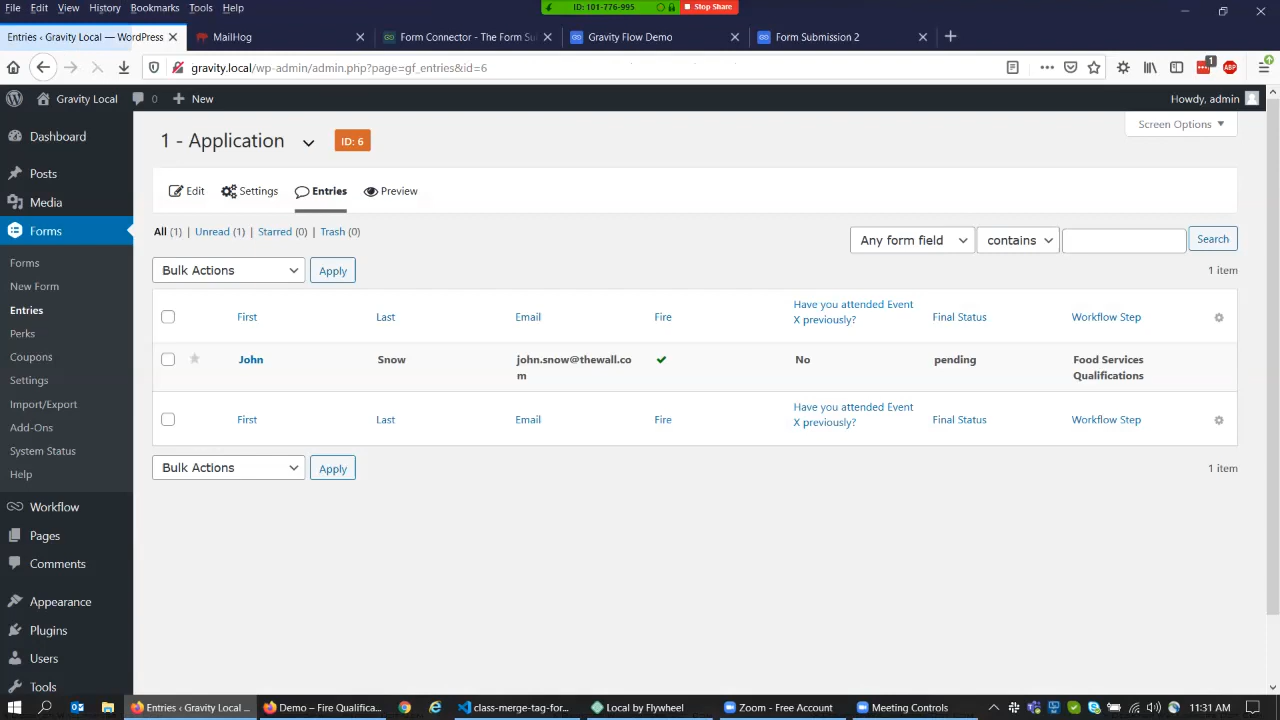 File Edit View History Bookmarks Tools Help
ID: 101-776-995
Stop Share
Entries ‹ Gravity Local — WordPress
MailHog
Form Connector - The Form Su
Gravity Flow Demo
Form Submission 2
gravity.local/wp-admin/admin.php?page=gf_entries&id=6
1
ABP
Gravity Local
0
New
Howdy, admin
Screen Options
Dashboard
Posts
Media
Forms
Forms
New Form
Entries
Perks
Coupons
Settings
Import/Export
Add-Ons
System Status
Help
Workflow
Pages
Comments
Appearance
Plugins
Users
Tools
1 - Application
ID: 6
Edit
Settings
Entries
Preview
All (1) | Unread (1) | Starred (0) | Trash (0)
Any form field
contains
Search
Bulk Actions
Apply
1 item
First
Last
Email
Fire
Have you attended Event
X previously?
Final Status
Workflow Step
John
Snow
john.snow@thewall.co
m
No
pending
Food Services
Qualifications
First
Last
Email
Fire
Have you attended Event
X previously?
Final Status
Workflow Step
Bulk Actions
Apply
1 item
Entries ‹ Gravity Local ...
Demo – Fire Qualifica...
class-merge-tag-for...
Local by Flywheel
Zoom - Free Account
Meeting Controls
11:31 AM